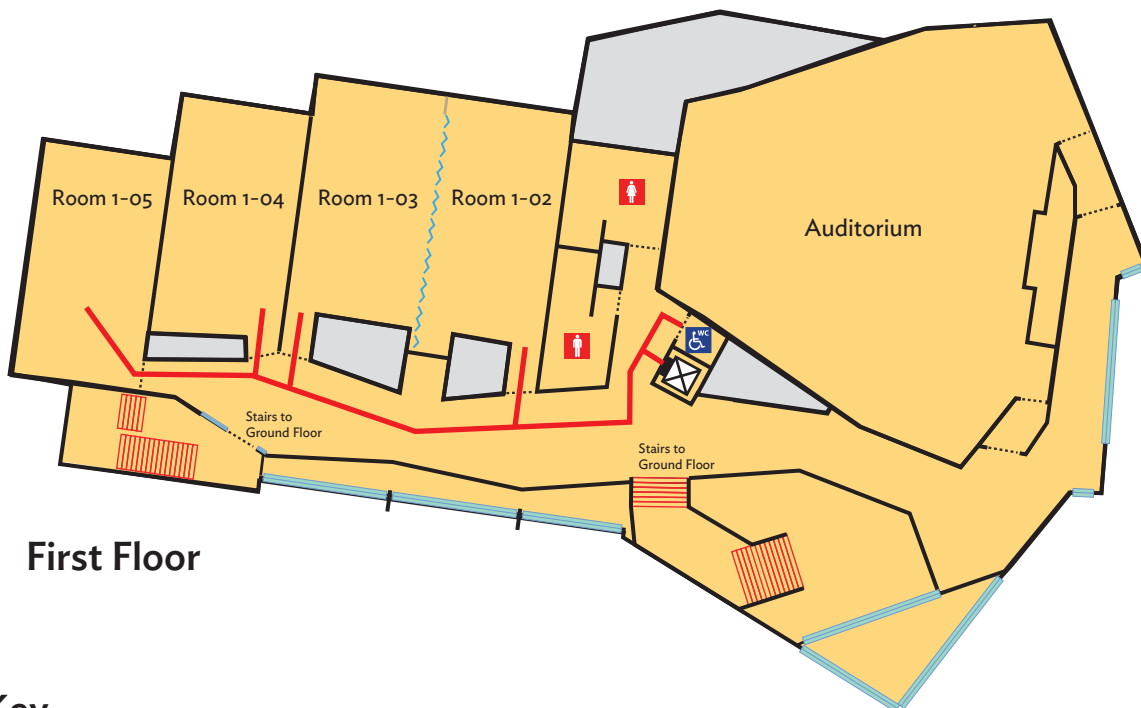 Room 1-05
Room 1-04
Room 1-03
Room 1-02
Auditorium
WC
Stairs to
Ground Floor
Stairs to
Ground Floor
First Floor
Key